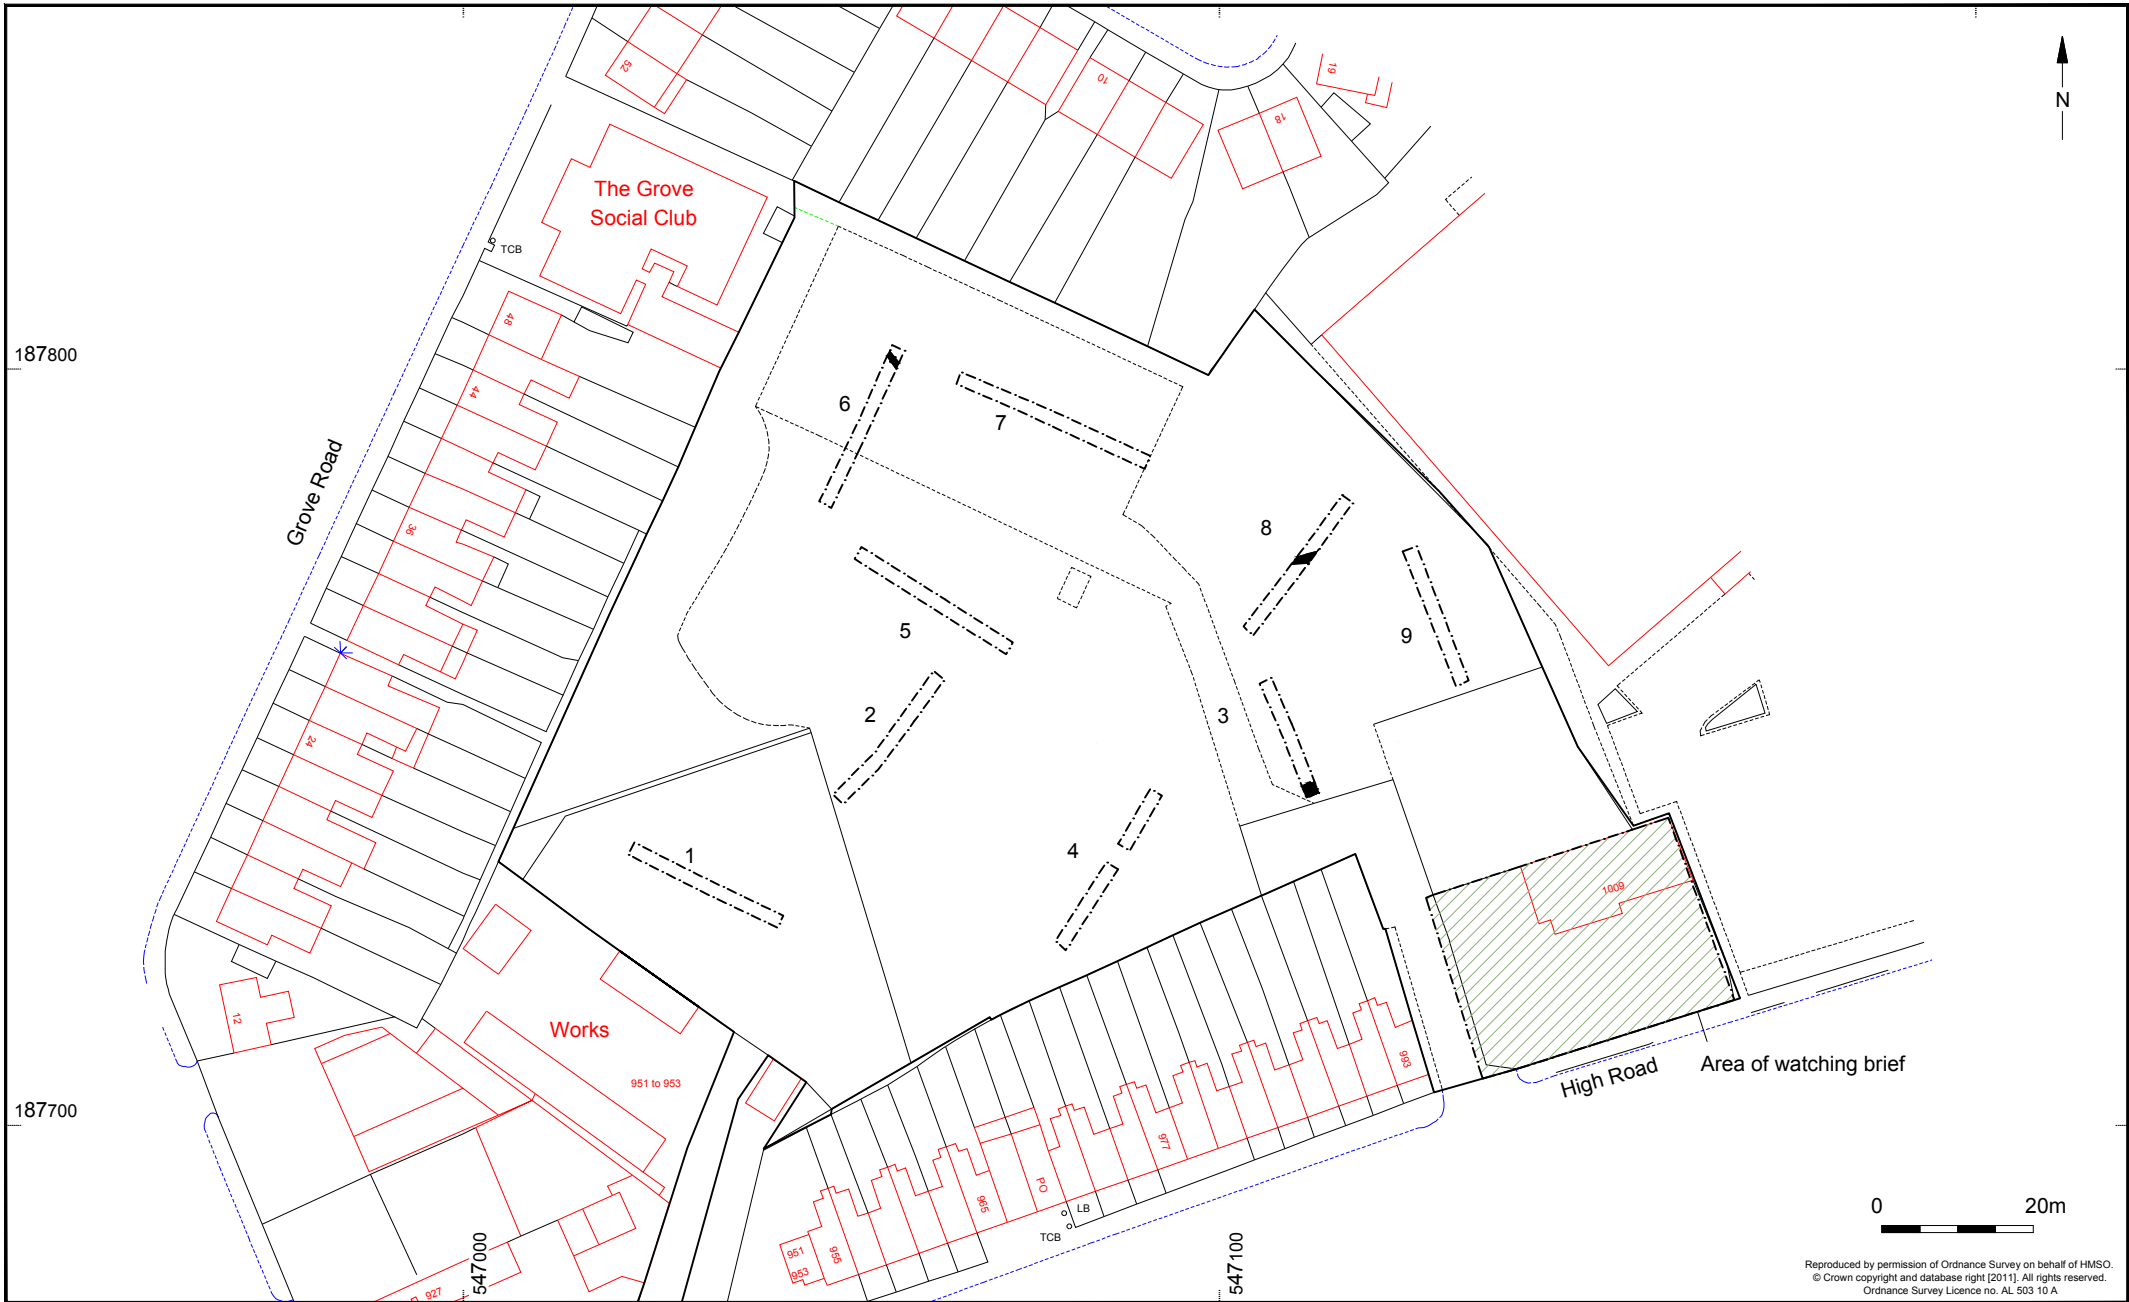 52
10
19
18
N
The Grove
Social Club
TCB
48
187800
44
6
7
Grove Road
36
8
5
9
2
3
24
1
4
1009
12
Works
951 to 953
993
High Road
Area of watching brief
187700
977
PO
965
LB
TCB
955
951
953
927
547000
547100
0 20m
Reproduced by permission of Ordnance Survey on behalf of HMSO.
© Crown copyright and database right [2011]. All rights reserved.
Ordnance Survey Licence no. AL 503 10 A